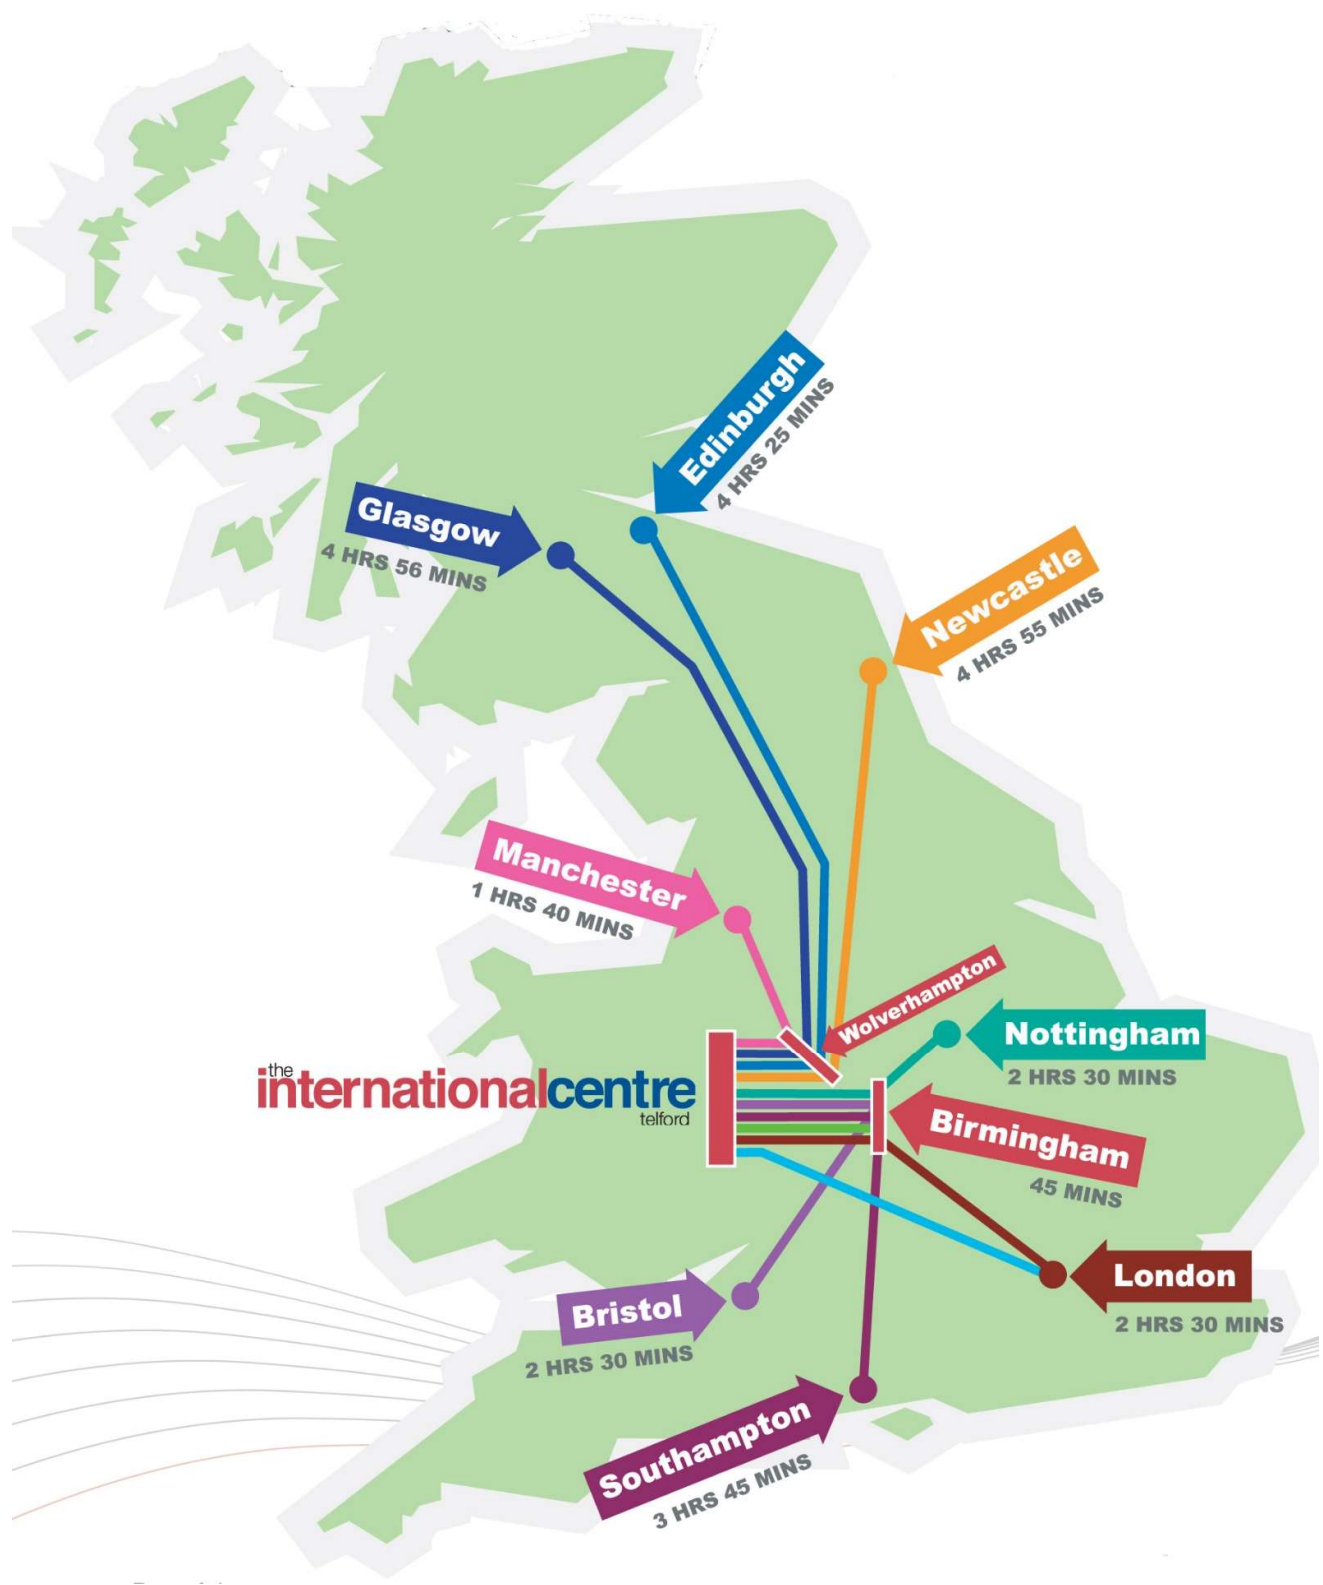 Edinburgh
4 HRS 25 MINS
Glasgow
4 HRS 56 MINS
Newcastle
4 HRS 55 MINS
Manchester
1 HRS 40 MINS
Wolverhampton
Nottingham
2 HRS 30 MINS
the
internationalcentre
telford
Birmingham
45 MINS
London
2 HRS 30 MINS
Bristol
2 HRS 30 MINS
Southampton
3 HRS 45 MINS